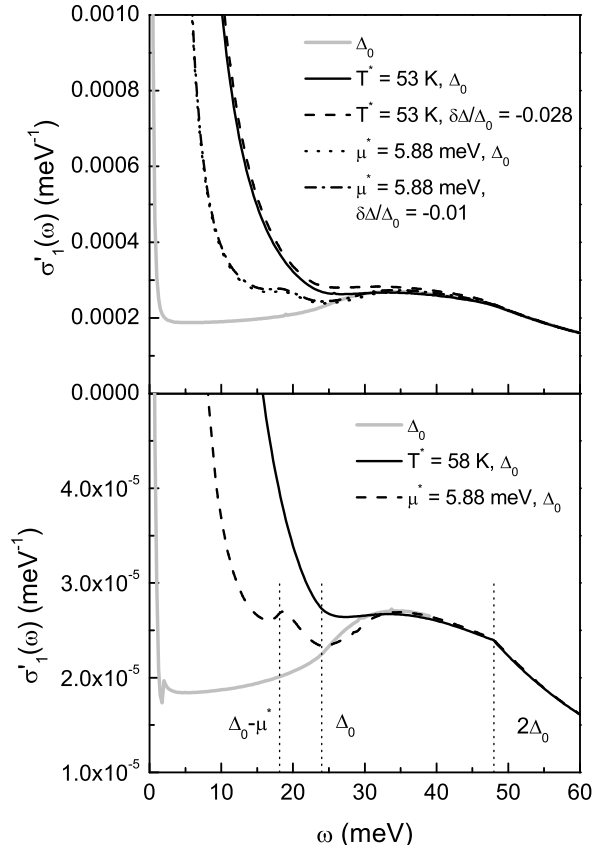 0.0010
0.0008
0.0006
0.0004
0.0002
0.0000
σ'₁(ω) (meV⁻¹)
Δ₀
T* = 53 K, Δ₀
T* = 53 K, δΔ/Δ₀ = -0.028
μ* = 5.88 meV, Δ₀
μ* = 5.88 meV,
δΔ/Δ₀ = -0.01
4.0x10⁻⁵
3.0x10⁻⁵
2.0x10⁻⁵
1.0x10⁻⁵
σ'₁(ω) (meV⁻¹)
Δ₀
T* = 58 K, Δ₀
μ* = 5.88 meV, Δ₀
Δ₀-μ* Δ₀ 2Δ₀
0 10 20 30 40 50 60
ω (meV)